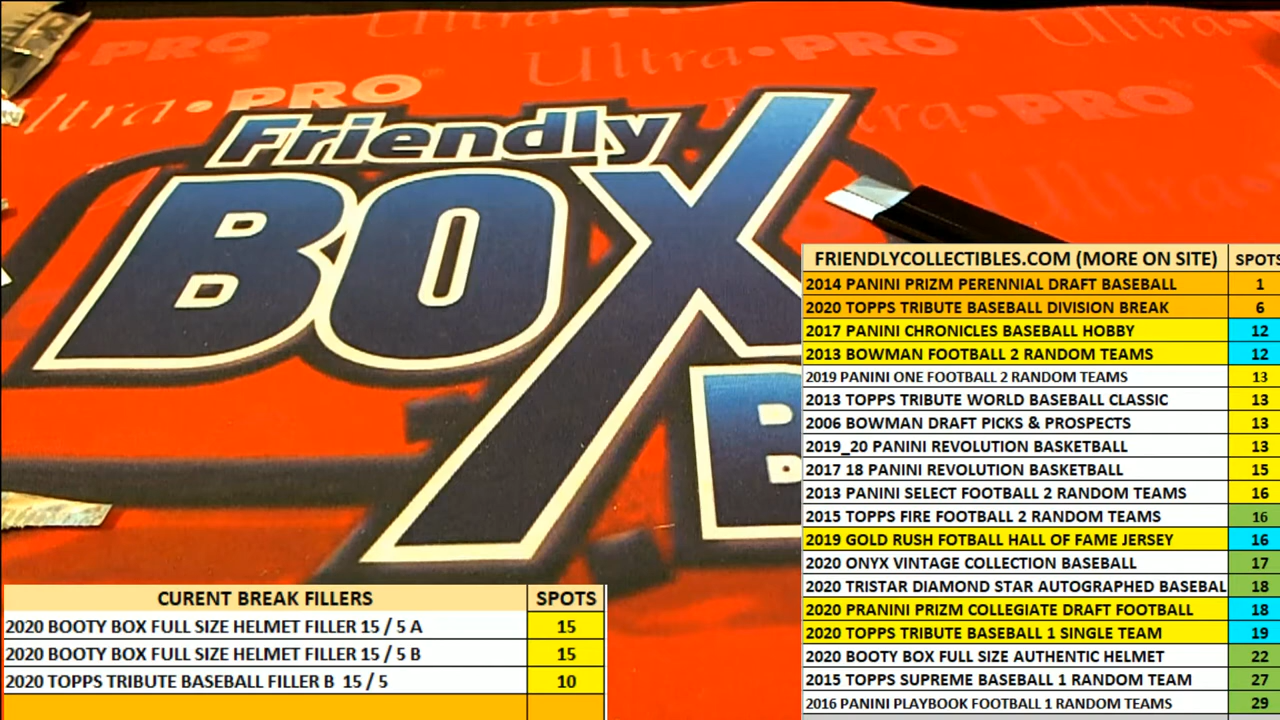 Ultra PRO
Ultra PRO
Ultra PRO
Friendly
BOX
B
FRIENDLYCOLLECTIBLES.COM (MORE ON SITE) SPOTS
2014 PANINI PRIZM PERENNIAL DRAFT BASEBALL 1
2020 TOPPS TRIBUTE BASEBALL DIVISION BREAK 6
2017 PANINI CHRONICLES BASEBALL HOBBY 12
2013 BOWMAN FOOTBALL 2 RANDOM TEAMS 12
2019 PANINI ONE FOOTBALL 2 RANDOM TEAMS 13
2013 TOPPS TRIBUTE WORLD BASEBALL CLASSIC 13
2006 BOWMAN DRAFT PICKS & PROSPECTS 13
2019_20 PANINI REVOLUTION BASKETBALL 13
2017 18 PANINI REVOLUTION BASKETBALL 15
2013 PANINI SELECT FOOTBALL 2 RANDOM TEAMS 16
2015 TOPPS FIRE FOOTBALL 2 RANDOM TEAMS 16
2019 GOLD RUSH FOTBALL HALL OF FAME JERSEY 16
2020 ONYX VINTAGE COLLECTION BASEBALL 17
2020 TRISTAR DIAMOND STAR AUTOGRAPHED BASEBAL 18
2020 PRANINI PRIZM COLLEGIATE DRAFT FOOTBALL 18
2020 TOPPS TRIBUTE BASEBALL 1 SINGLE TEAM 19
2020 BOOTY BOX FULL SIZE AUTHENTIC HELMET 22
2015 TOPPS SUPREME BASEBALL 1 RANDOM TEAM 27
2016 PANINI PLAYBOOK FOOTBALL 1 RANDOM TEAMS 29
CURENT BREAK FILLERS SPOTS
2020 BOOTY BOX FULL SIZE HELMET FILLER 15 / 5 A 15
2020 BOOTY BOX FULL SIZE HELMET FILLER 15 / 5 B 15
2020 TOPPS TRIBUTE BASEBALL FILLER B 15 / 5 10